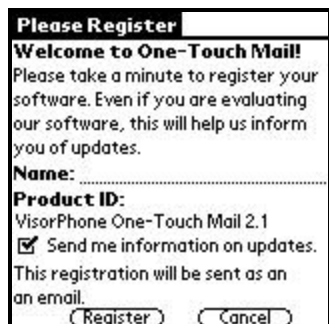 Please Register
Welcome to One-Touch Mail!
Please take a minute to register your
software. Even if you are evaluating
our software, this will help us inform
you of updates.
Name:
Product ID:
VisorPhone One-Touch Mail 2.1
Send me information on updates.
This registration will be sent as an
an email.
Register Cancel